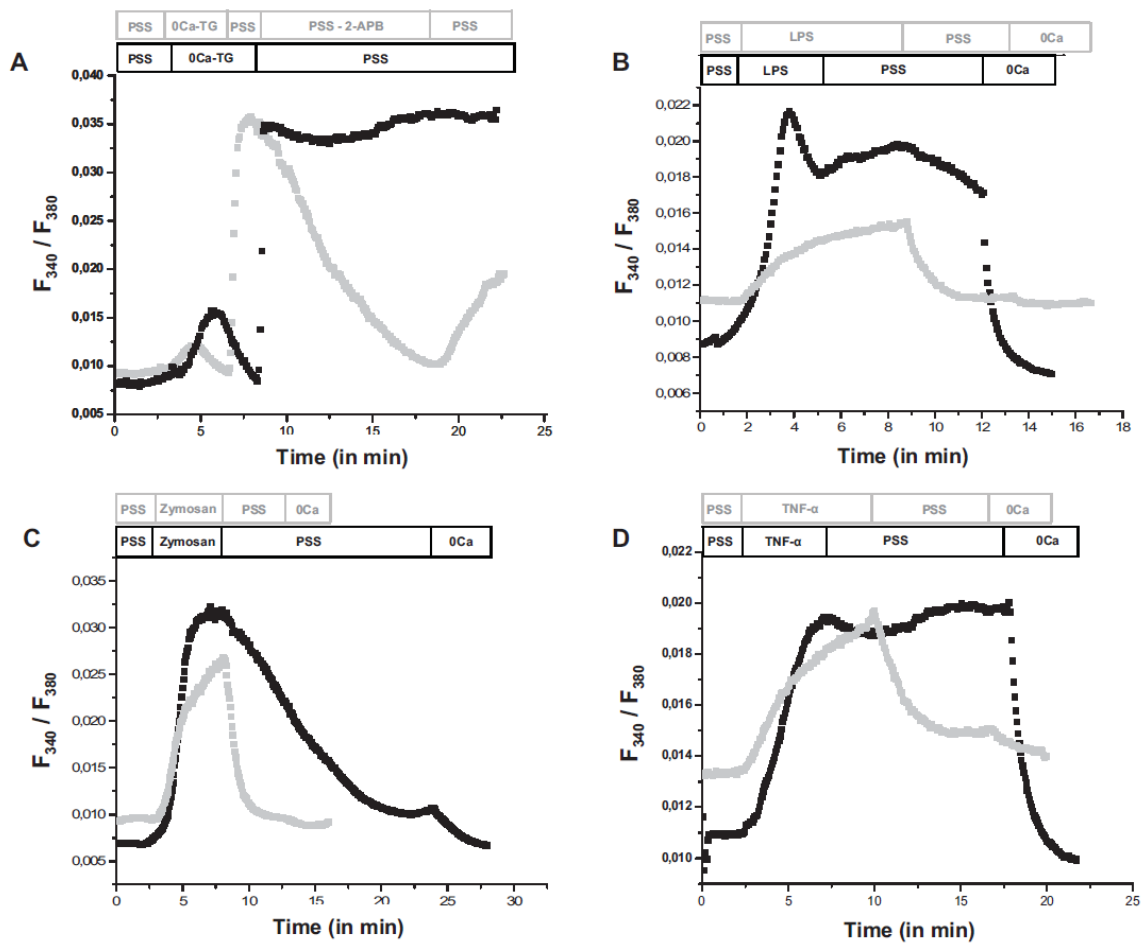 PSS 0Ca-TG PSS PSS - 2-APB PSS
PSS 0Ca-TG PSS
A
0,040
0,035
0,030
0,025
0,020
0,015
0,010
0,005
0 5 10 15 20 25
Time (in min)
F340 / F380
PSS LPS PSS 0Ca
PSS LPS PSS 0Ca
B
0,022
0,020
0,018
0,016
0,014
0,012
0,010
0,008
0,006
0 2 4 6 8 10 12 14 16 18
Time (in min)
PSS Zymosan PSS 0Ca
PSS Zymosan PSS 0Ca
C
0,035
0,030
0,025
0,020
0,015
0,010
0,005
0 5 10 15 20 25 30
Time (in min)
F340 / F380
PSS TNF-α PSS 0Ca
PSS TNF-α PSS 0Ca
D
0,022
0,020
0,018
0,016
0,014
0,012
0,010
0 5 10 15 20 25
Time (in min)